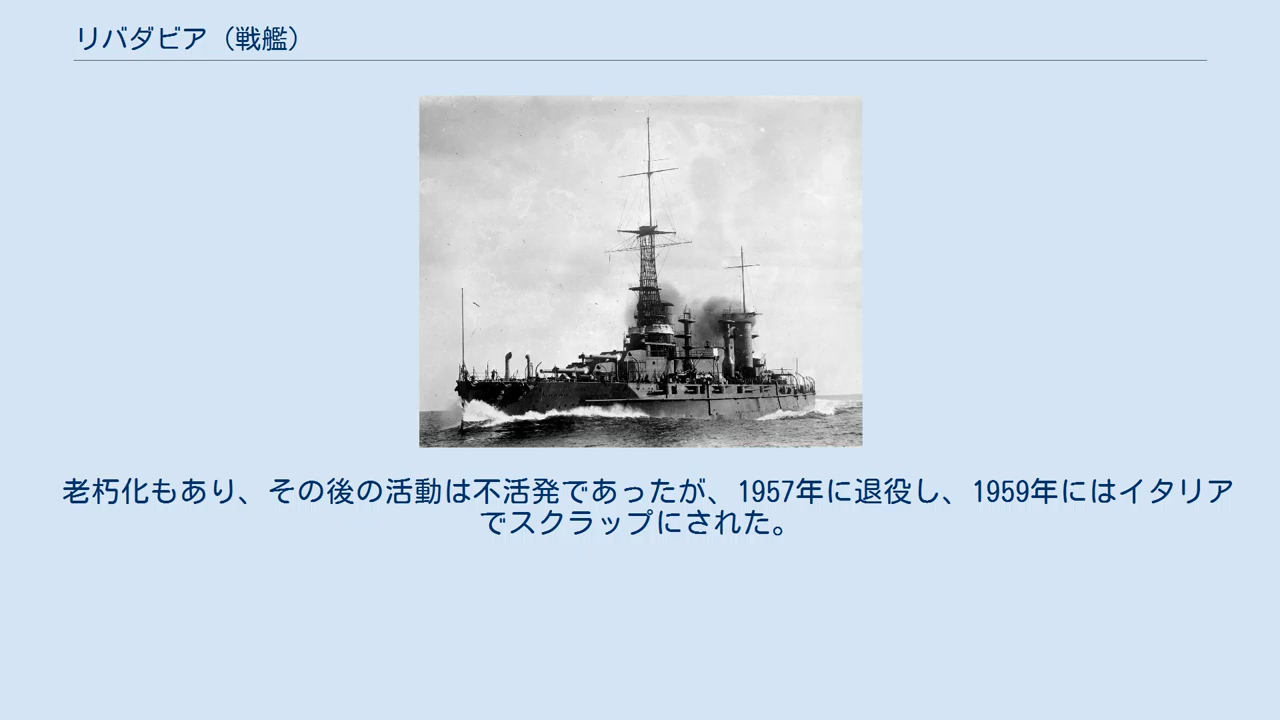 リバダビア（戦艦）
老朽化もあり、その後の活動は不活発であったが、1957年に退役し、1959年にはイタリア
でスクラップにされた。